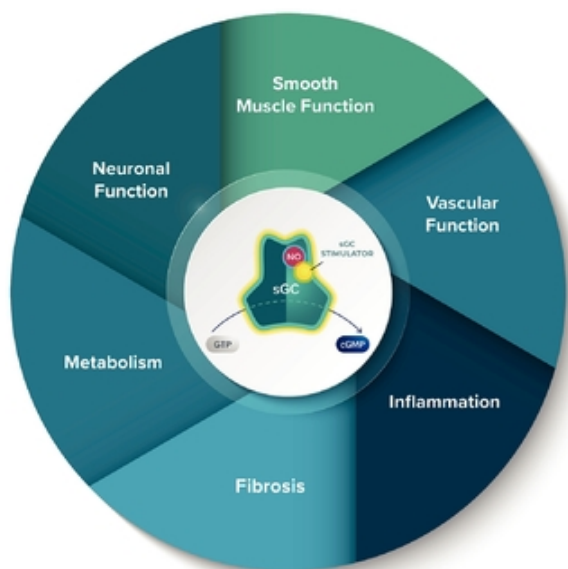 Smooth
Muscle Function
Neuronal
Function
Vascular
Function
NO
sGC
STIMULATOR
sGC
GTP
cGMP
Metabolism
Inflammation
Fibrosis